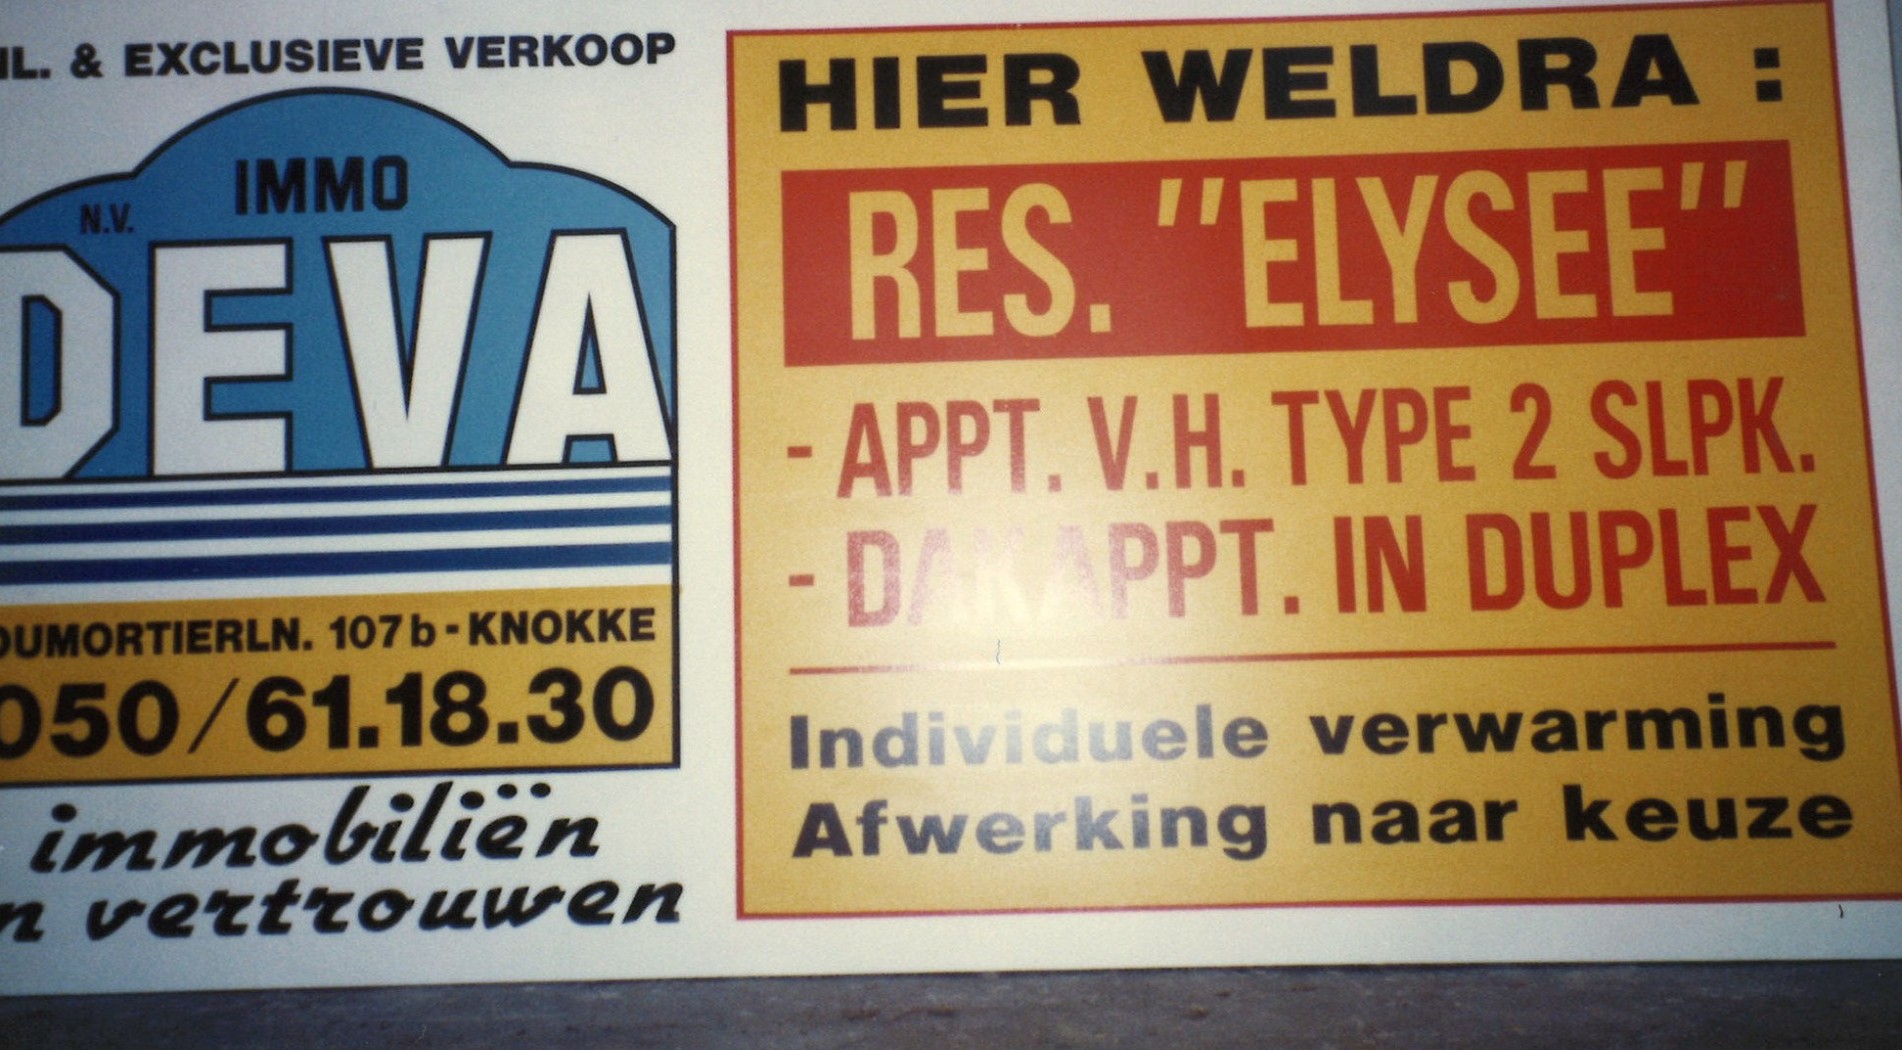 IL. & EXCLUSIEVE VERKOOP
IMMO
N.V.
DEVA
DUMORTIERLN. 107b - KNOKKE
050/61.18.30
immobiliën
n vertrouwen
HIER WELDRA :
RES. "ELYSEE"
- APPT. V.H. TYPE 2 SLPK.
- DAKAPPT. IN DUPLEX
Individuele verwarming
Afwerking naar keuze